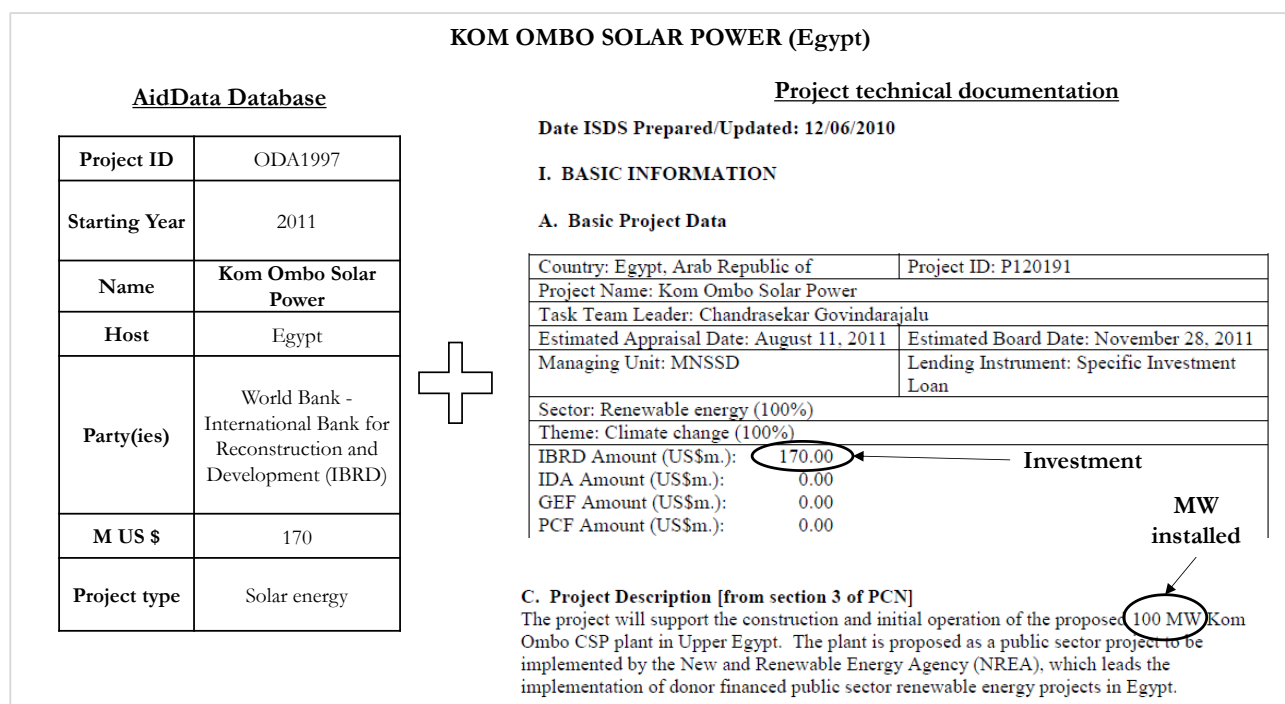 KOM OMBO SOLAR POWER (Egypt)
AidData Database
Project ID
ODA1997
Starting Year
2011
Name
Kom Ombo Solar
Power
Host
Egypt
Party(ies)
World Bank -
International Bank for
Reconstruction and
Development (IBRD)
M US $
170
Project type
Solar energy
Project technical documentation
Date ISDS Prepared/Updated: 12/06/2010
I. BASIC INFORMATION
A. Basic Project Data
Country: Egypt, Arab Republic of
Project ID: P120191
Project Name: Kom Ombo Solar Power
Task Team Leader: Chandrasekar Govindarajalu
Estimated Appraisal Date: August 11, 2011
Estimated Board Date: November 28, 2011
Managing Unit: MNSSD
Lending Instrument: Specific Investment
Loan
Sector: Renewable energy (100%)
Theme: Climate change (100%)
IBRD Amount (US$m.): 170.00
IDA Amount (US$m.): 0.00
GEF Amount (US$m.): 0.00
PCF Amount (US$m.): 0.00
Investment
MW
installed
C. Project Description [from section 3 of PCN]
The project will support the construction and initial operation of the proposed 100 MW Kom
Ombo CSP plant in Upper Egypt. The plant is proposed as a public sector project to be
implemented by the New and Renewable Energy Agency (NREA), which leads the
implementation of donor financed public sector renewable energy projects in Egypt.